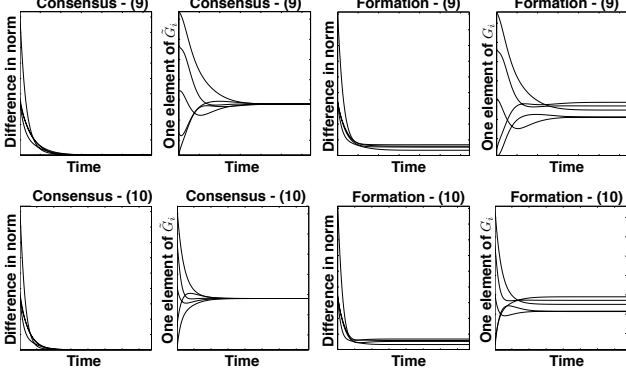 Consensus - (9)
Difference in norm
Time
Consensus - (9)
One element of G̃ᵢ
Time
Formation - (9)
Difference in norm
Time
Formation - (9)
One element of Gᵢ
Time
Consensus - (10)
Difference in norm
Time
Consensus - (10)
One element of G̃ᵢ
Time
Formation - (10)
Difference in norm
Time
Formation - (10)
One element of Gᵢ
Time